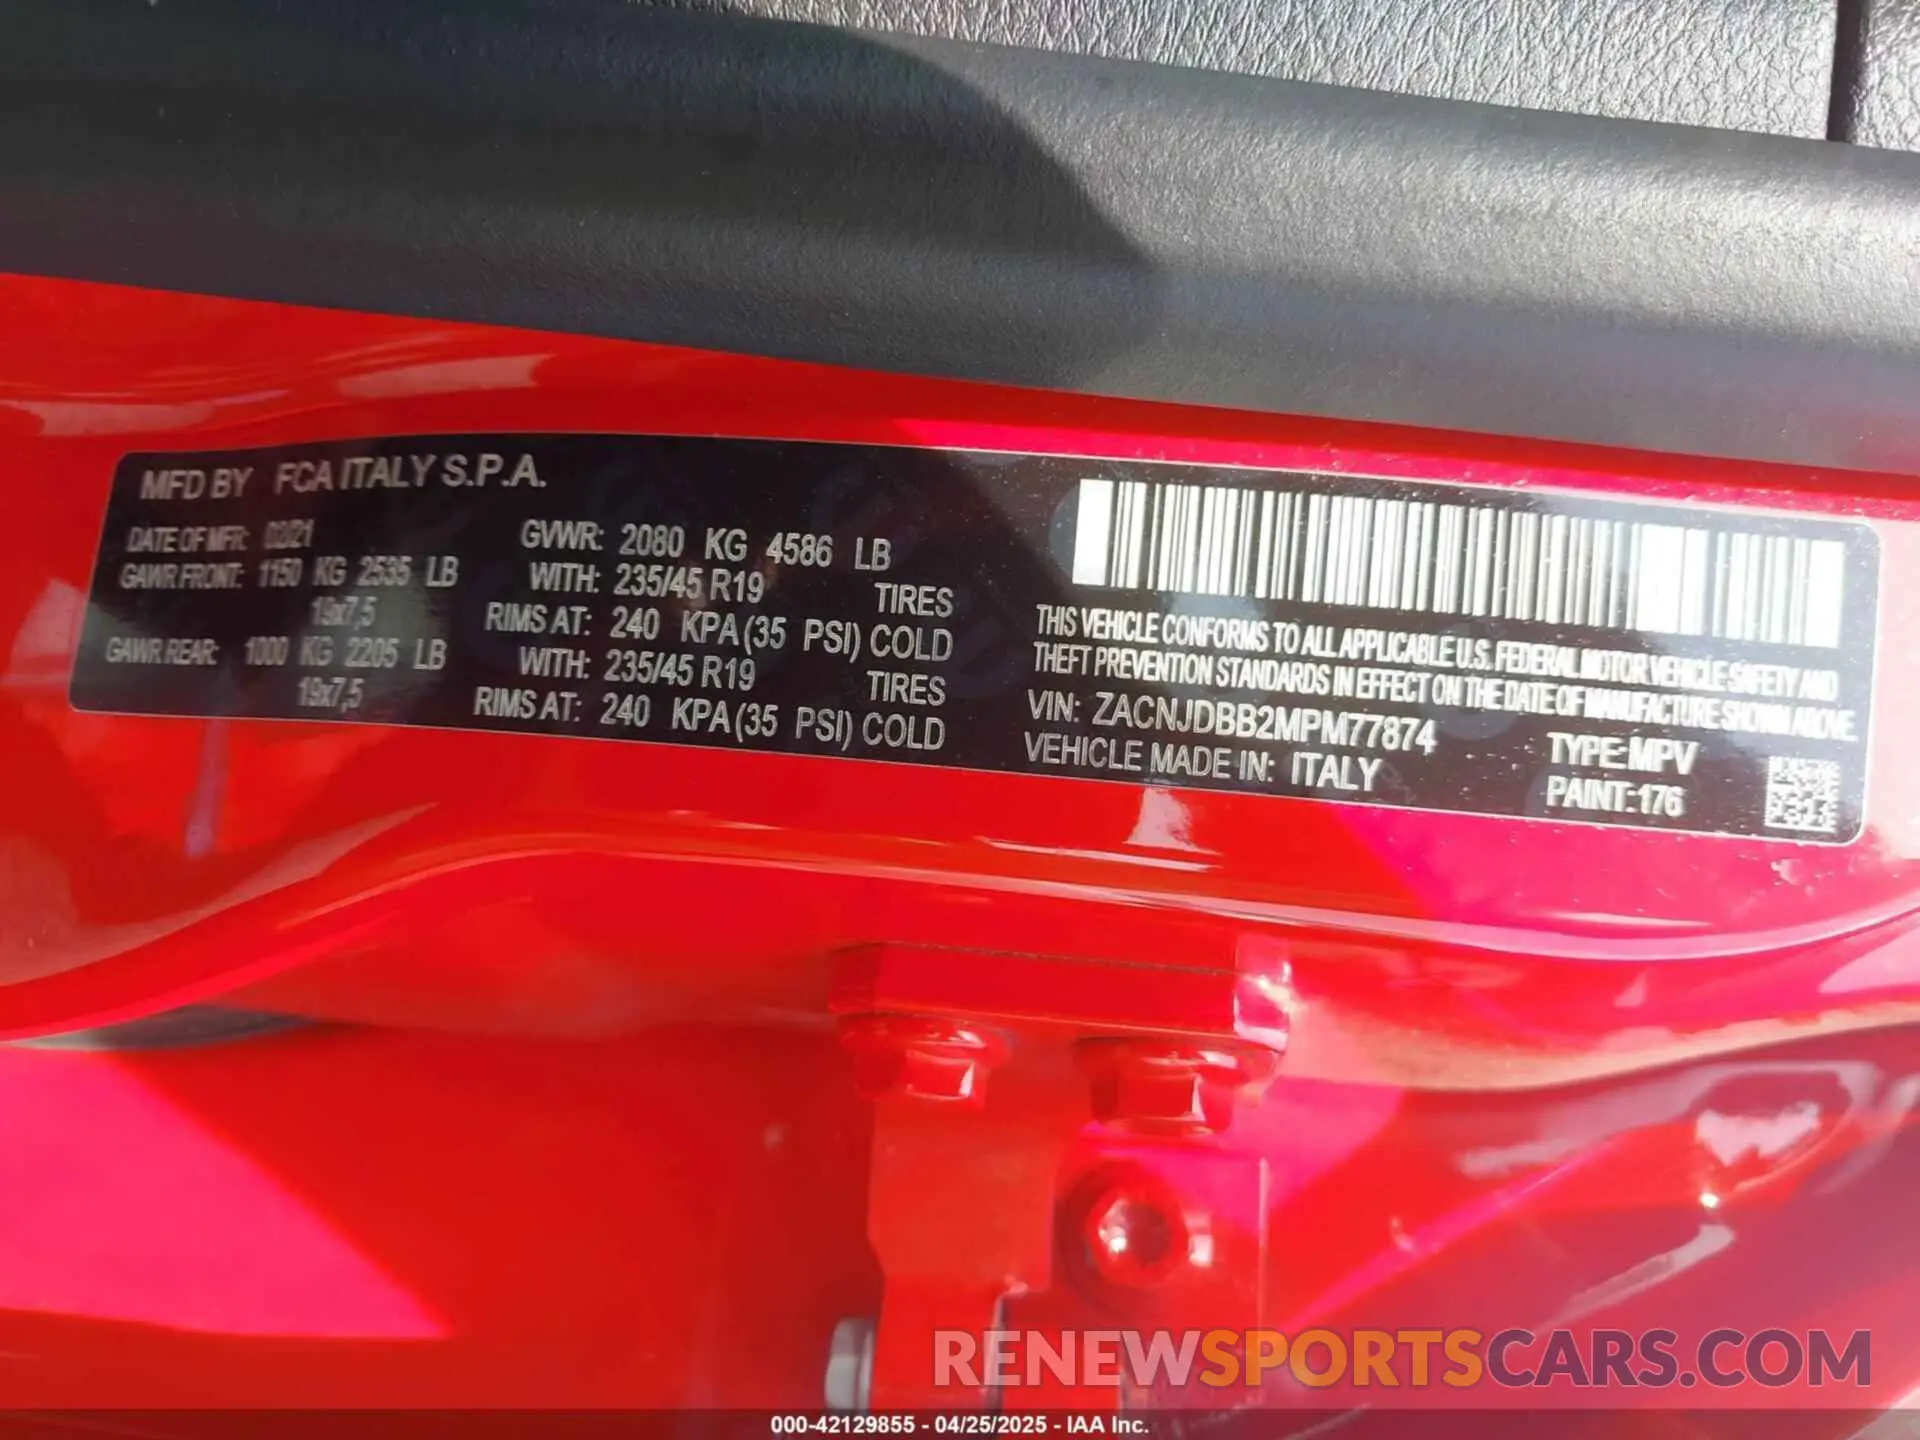 MFD BY FCA ITALY S.P.A.
DATE OF MFR: 03/21 GVWR: 2080 KG 4586 LB
GAWR FRONT: 1150 KG 2535 LB WITH: 235/45 R19 TIRES
19x7,5 RIMS AT: 240 KPA (35 PSI) COLD
GAWR REAR: 1000 KG 2205 LB WITH: 235/45 R19 TIRES
19x7,5 RIMS AT: 240 KPA (35 PSI) COLD
THIS VEHICLE CONFORMS TO ALL APPLICABLE U.S. FEDERAL MOTOR VEHICLE SAFETY AND
THEFT PREVENTION STANDARDS IN EFFECT ON THE DATE OF MANUFACTURE SHOWN ABOVE.
VIN: ZACNJDBB2MPM77874 TYPE:MPV
VEHICLE MADE IN: ITALY PAINT:176
RENEWSPORTSCARS.COM
000-42129855 - 04/25/2025 - IAA Inc.